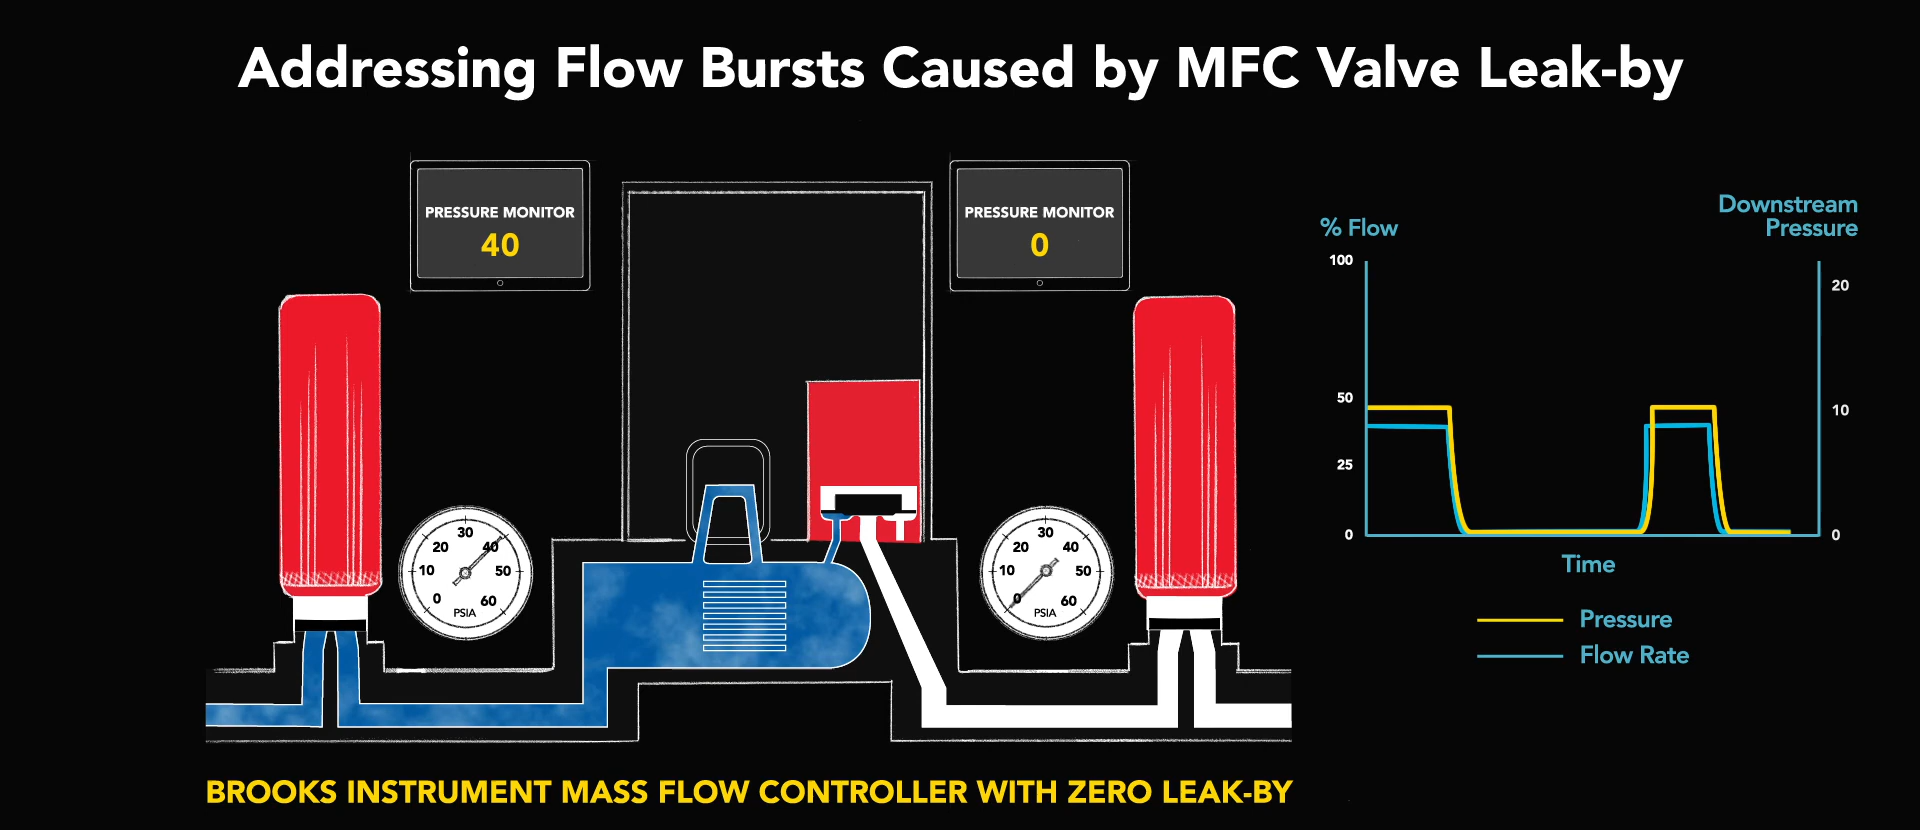 Addressing Flow Bursts Caused by MFC Valve Leak-by
PRESSURE MONITOR
40
PRESSURE MONITOR
0
30
20
40
10
50
0
60
PSIA
30
20
40
10
50
0
60
PSIA
% Flow
Downstream
Pressure
100
50
25
0
20
10
0
Time
Pressure
Flow Rate
BROOKS INSTRUMENT MASS FLOW CONTROLLER WITH ZERO LEAK-BY